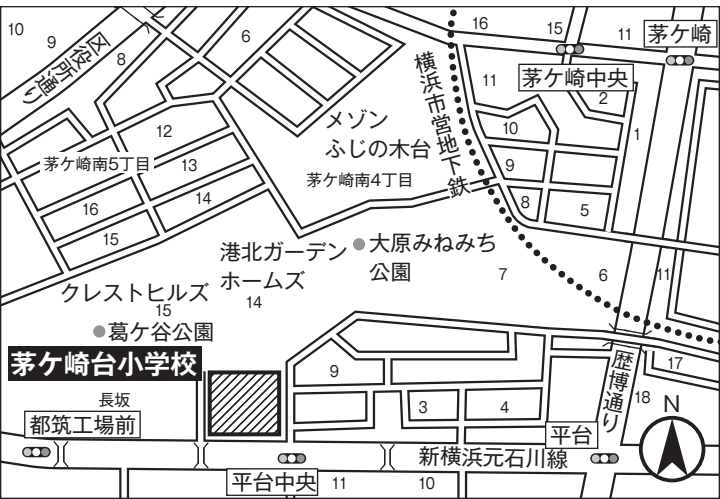 10
9
8
区役所通り
6
16
15
11
茅ケ崎
茅ケ崎中央
横浜市営地下鉄
11
2
1
10
メゾン
ふじの木台
12
茅ケ崎南5丁目
13
茅ケ崎南4丁目
9
14
16
8
5
15
港北ガーデン
ホームズ
14
大原みねみち
公園
7
6
11
クレストヒルズ
15
葛ケ谷公園
茅ケ崎台小学校
9
歴博通り
17
18
長坂
3
4
N
都筑工場前
平台
新横浜元石川線
平台中央
11
10